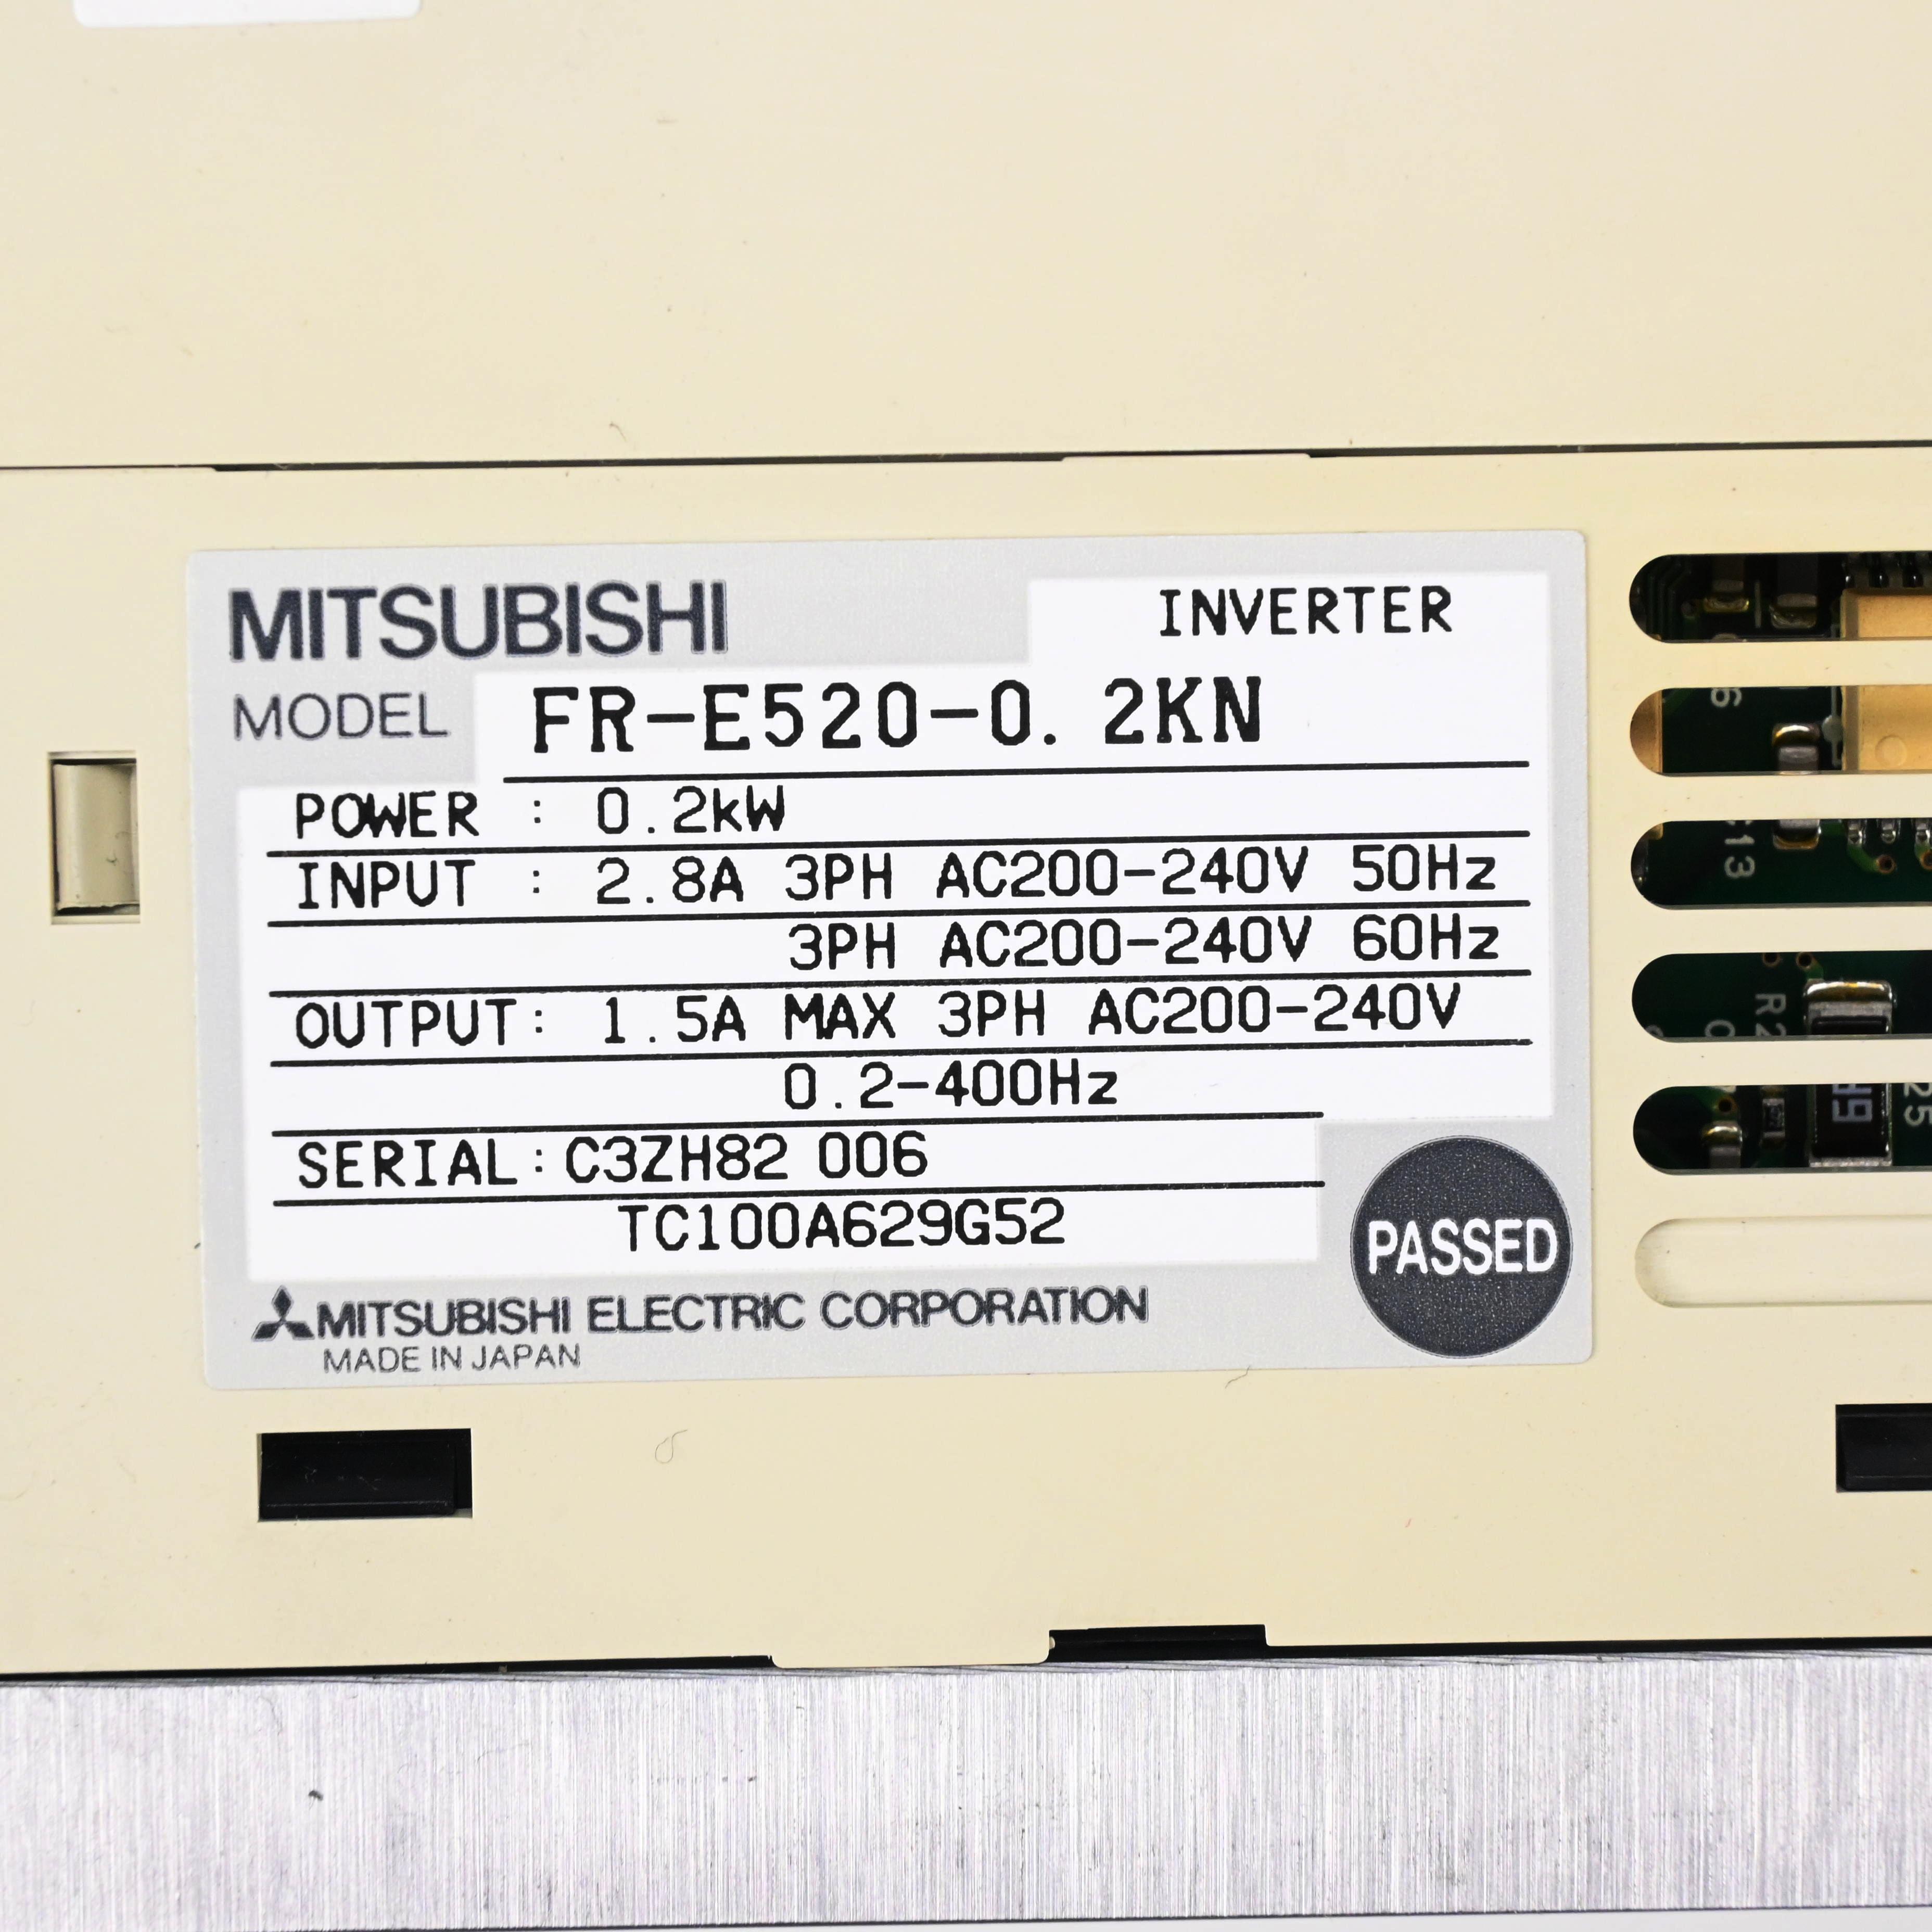 MITSUBISHI INVERTER
MODEL FR-E520-0.2KN
POWER : 0.2kW
INPUT : 2.8A 3PH AC200-240V 50Hz
3PH AC200-240V 60Hz
OUTPUT: 1.5A MAX 3PH AC200-240V
0.2-400Hz
SERIAL: C3ZH82 006
TC100A629G52
PASSED
MITSUBISHI ELECTRIC CORPORATION
MADE IN JAPAN